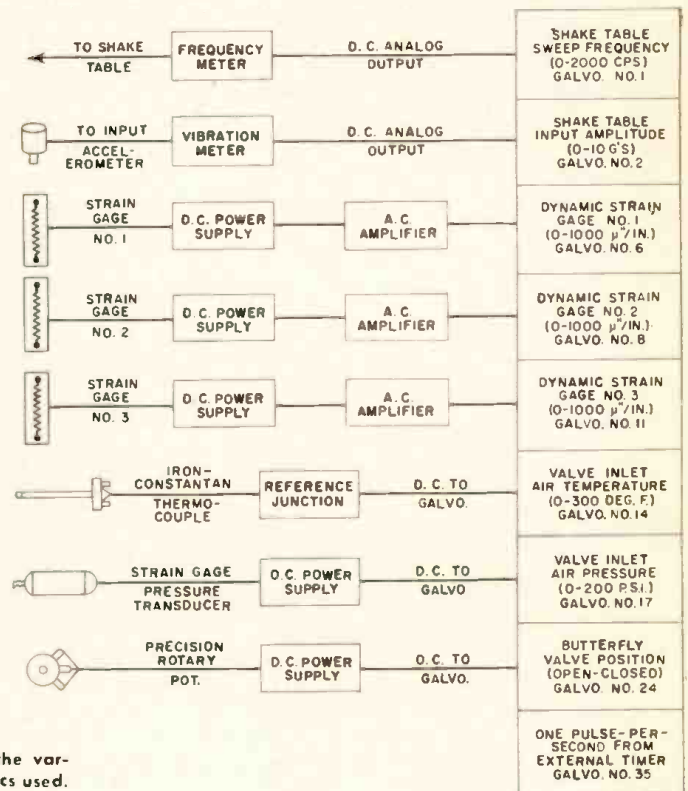 TO SHAKE
TABLE
FREQUENCY
METER
D. C. ANALOG
OUTPUT
SHAKE TABLE
SWEEP FREQUENCY
(0-2000 CPS)
GALVO. NO. 1
TO INPUT
ACCEL-
EROMETER
VIBRATION
METER
D. C. ANALOG
OUTPUT
SHAKE TABLE
INPUT AMPLITUDE
(0-10 G'S)
GALVO. NO. 2
STRAIN
GAGE
NO. 1
D. C. POWER
SUPPLY
A. C.
AMPLIFIER
DYNAMIC STRAIN
GAGE NO. 1
(0-1000 μ"/IN.)
GALVO. NO. 6
STRAIN
GAGE
NO. 2
D. C. POWER
SUPPLY
A. C.
AMPLIFIER
DYNAMIC STRAIN
GAGE NO. 2
(0-1000 μ"/IN.)
GALVO. NO. 8
STRAIN
GAGE
NO. 3
D. C. POWER
SUPPLY
A. C.
AMPLIFIER
DYNAMIC STRAIN
GAGE NO. 3
(0-1000 μ"/IN.)
GALVO. NO. 11
IRON-
CONSTANTAN
THERMO-
COUPLE
REFERENCE
JUNCTION
D. C. TO
GALVO.
VALVE INLET
AIR TEMPERATURE
(0-300 DEG. F.)
GALVO. NO. 14
STRAIN GAGE
PRESSURE
TRANSDUCER
D. C. POWER
SUPPLY
D. C. TO
GALVO
VALVE INLET
AIR PRESSURE
(0-200 P.S.I.)
GALVO. NO. 17
PRECISION
ROTARY
POT.
D. C. POWER
SUPPLY
D. C. TO
GALVO.
BUTTERFLY
VALVE POSITION
(OPEN-CLOSED)
GALVO. NO. 24
ONE PULSE-PER-
SECOND FROM
EXTERNAL TIMER
GALVO. NO. 35
the var-
cs used.